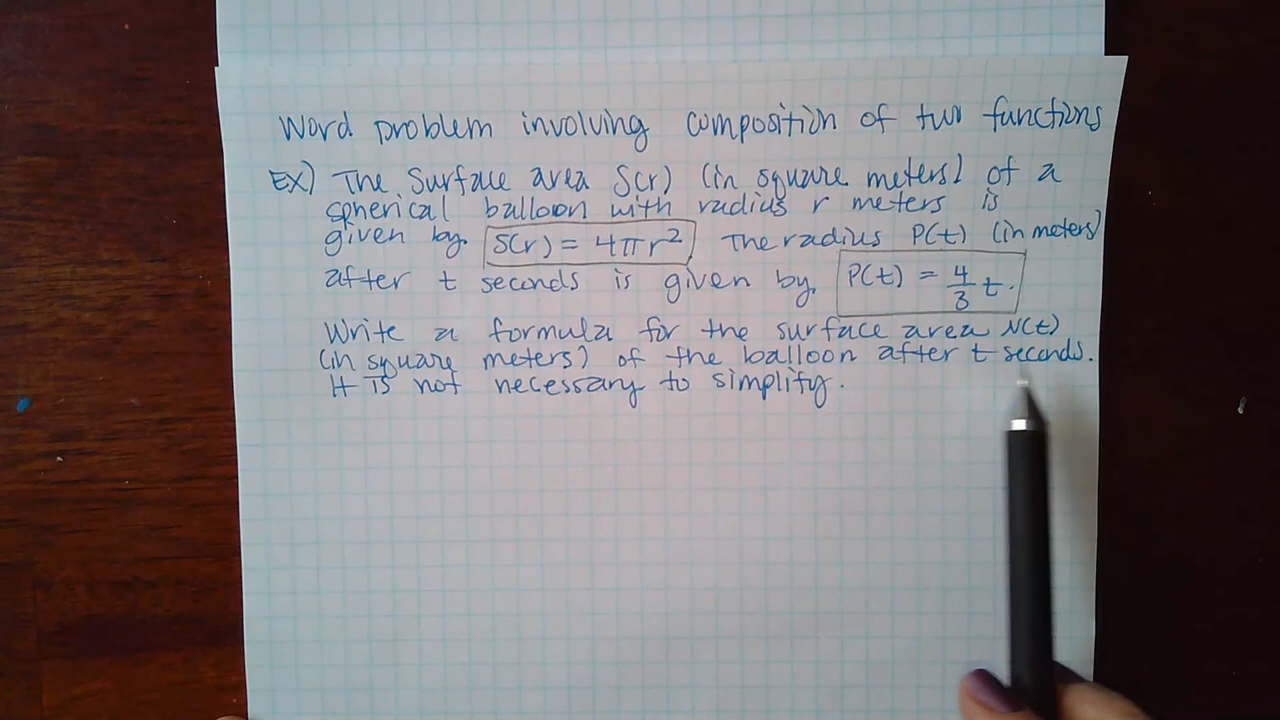 Word problem involving composition of two functions
EX) The surface area S(r) (in square meters) of a
spherical balloon with radius r meters is
given by S(r) = 4πr². The radius P(t) (in meters)
after t seconds is given by P(t) = 4/3 t.
Write a formula for the surface area N(t)
(in square meters) of the balloon after t seconds.
It is not necessary to simplify.